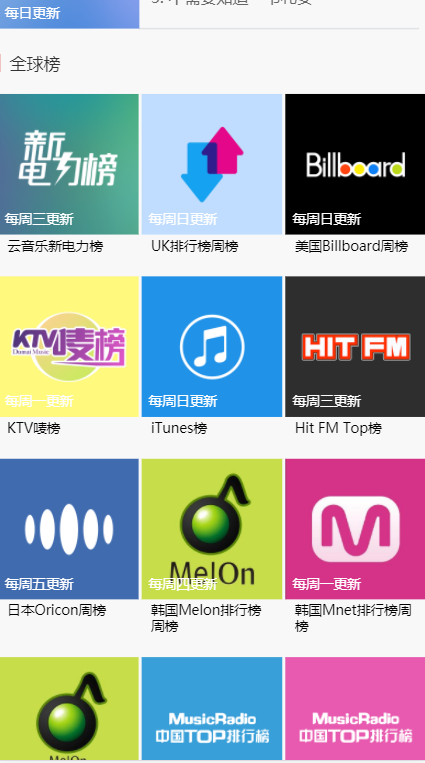 每日更新
全球榜
新
电力榜
每周三更新
每周日更新
Billboard
每周日更新
云音乐新电力榜
UK排行榜周榜
美国Billboard周榜
KTV唛榜
Dumai Music
每周一更新
每周日更新
HIT FM
每周三更新
KTV唛榜
iTunes榜
Hit FM Top榜
每周五更新
MelOn
每周四更新
每周一更新
日本Oricon周榜
韩国Melon排行榜
周榜
韩国Mnet排行榜周
榜
MusicRadio
中国TOP排行榜
MusicRadio
中国TOP排行榜